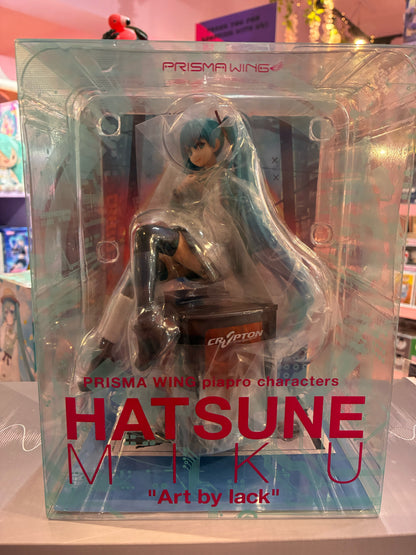 PRISMA WING
CRYPTON
PRISMA WING piapro characters
HATSUNE
MIKU
"Art by lack"